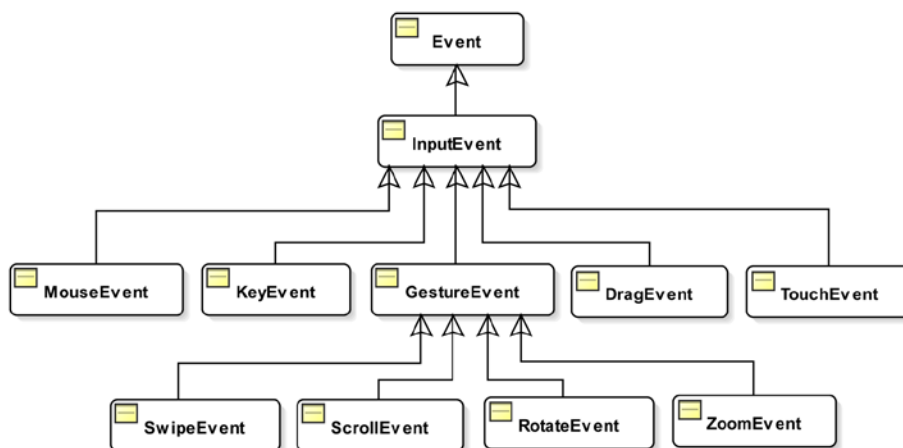 Event
InputEvent
MouseEvent
KeyEvent
GestureEvent
DragEvent
TouchEvent
SwipeEvent
ScrollEvent
RotateEvent
ZoomEvent